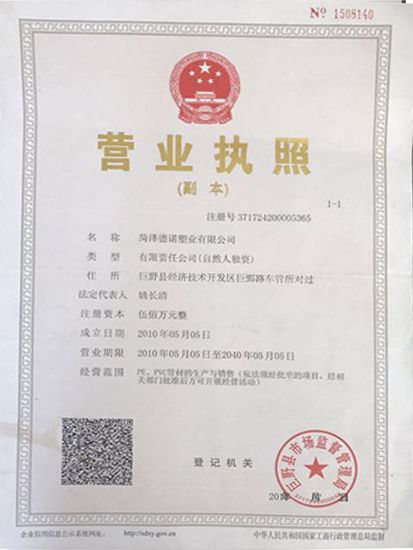 № 1508140
营业执照
(副本)
1-1
注册号 371724200005365
名称 菏泽德诺塑业有限公司
类型 有限责任公司(自然人独资)
住所 巨野县经济技术开发区巨鄄路车管所对过
法定代表人 姚长清
注册资本 伍佰万元整
成立日期 2010年05月05日
营业期限 2010年05月05日至2040年05月05日
经营范围 PE、PVC管材的生产与销售（依法须经批准的项目，经相
关部门批准后方可开展经营活动）
登记机关
巨野县市场监督管理局
年 月 日
企业信用信息公示系统网址：http://sdxy.gov.cn
中华人民共和国国家工商行政管理总局监制